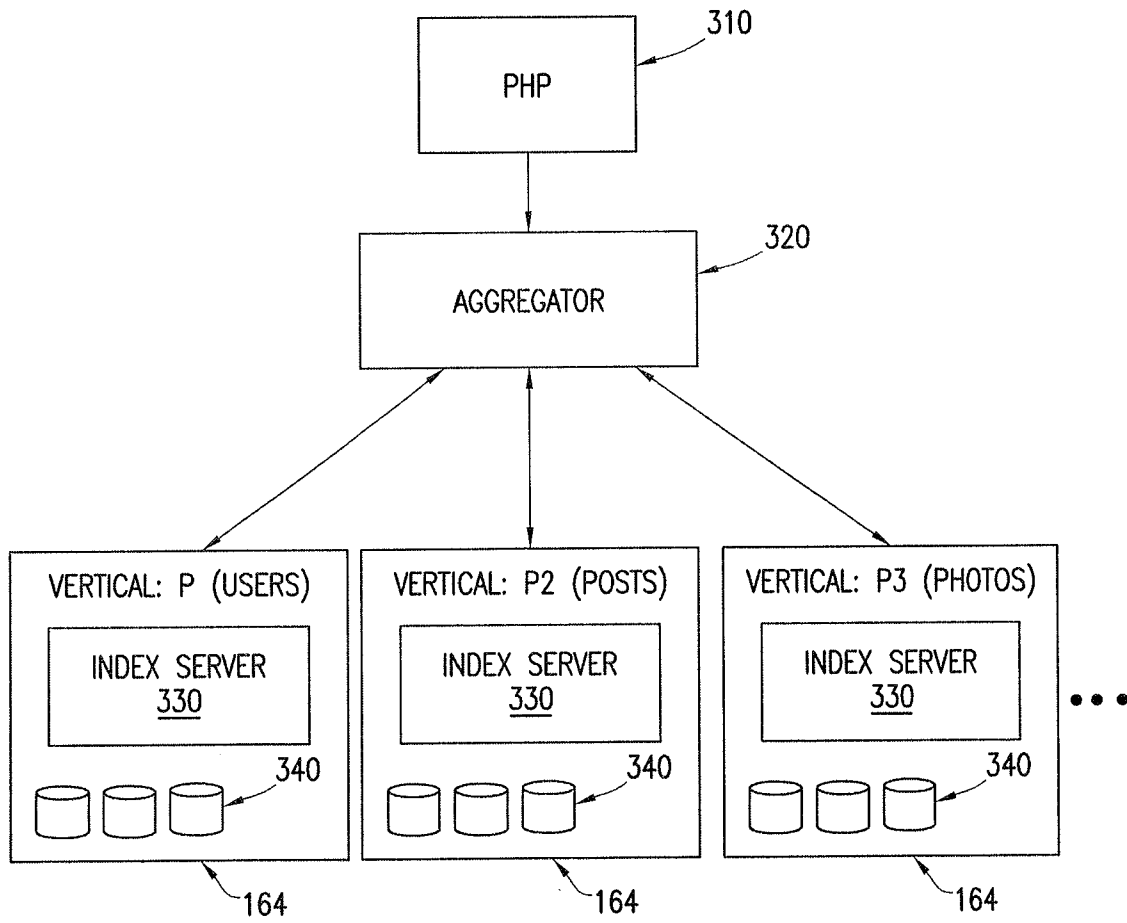 310
PHP
320
AGGREGATOR
VERTICAL: P (USERS)
INDEX SERVER
330
340
164
VERTICAL: P2 (POSTS)
INDEX SERVER
330
340
164
VERTICAL: P3 (PHOTOS)
INDEX SERVER
330
340
164